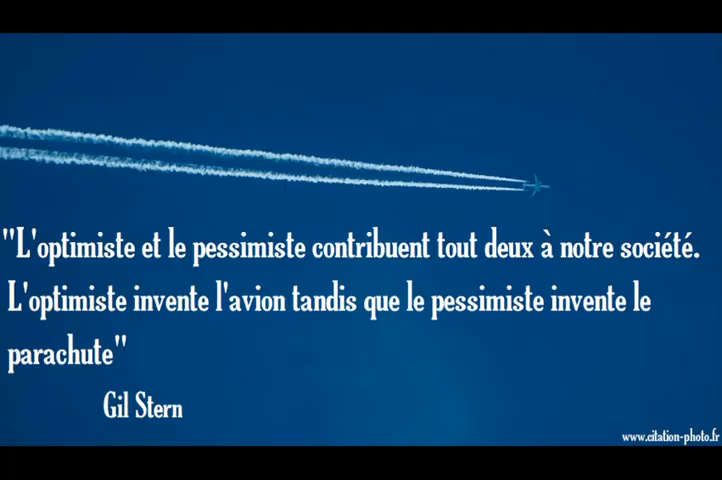 "L'optimiste et le pessimiste contribuent tout deux à notre société.
L'optimiste invente l'avion tandis que le pessimiste invente le
parachute"
Gil Stern
www.citation-photo.fr